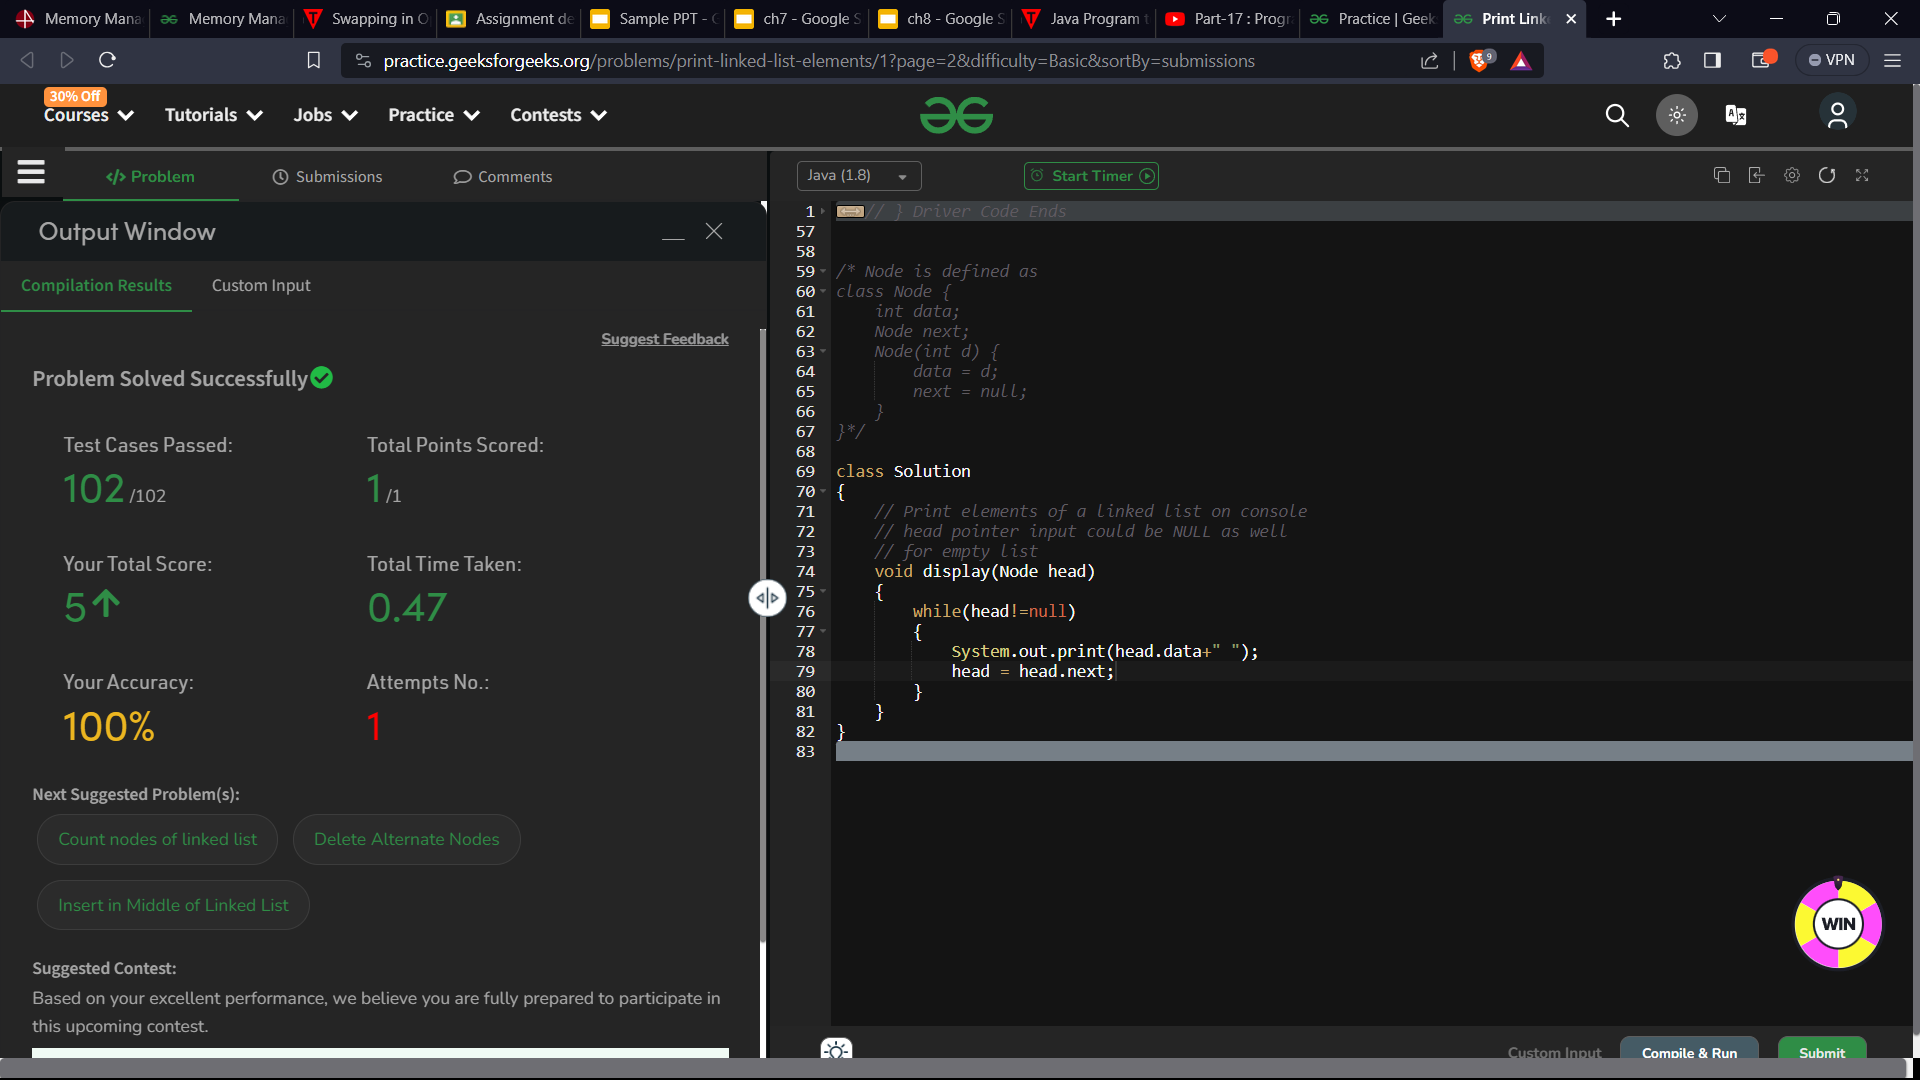 Memory Mana
Memory Mana
Swapping in O
Assignment de
Sample PPT - G
ch7 - Google S
ch8 - Google S
Java Program t
Part-17 : Progr
Practice | Geek
Print Link
practice.geeksforgeeks.org/problems/print-linked-list-elements/1?page=2&difficulty=Basic&sortBy=submissions
9
VPN
30% Off
Courses
Tutorials
Jobs
Practice
Contests
</> Problem
Submissions
Comments
Java (1.8)
Start Timer
Output Window
Compilation Results
Custom Input
Suggest Feedback
Problem Solved Successfully
Test Cases Passed:
Total Points Scored:
102 /102
1 /1
Your Total Score:
Total Time Taken:
5
0.47
Your Accuracy:
Attempts No.:
100%
1
Next Suggested Problem(s):
Count nodes of linked list
Delete Alternate Nodes
Insert in Middle of Linked List
Suggested Contest:
Based on your excellent performance, we believe you are fully prepared to participate in
this upcoming contest.
1 // } Driver Code Ends
57
58
59 /* Node is defined as
60 class Node {
61 int data;
62 Node next;
63 Node(int d) {
64 data = d;
65 next = null;
66 }
67 }*/
68
69 class Solution
70 {
71 // Print elements of a linked list on console
72 // head pointer input could be NULL as well
73 // for empty list
74 void display(Node head)
75 {
76 while(head!=null)
77 {
78 System.out.print(head.data+" ");
79 head = head.next;
80 }
81 }
82 }
83
WIN
Custom Input
Compile & Run
Submit